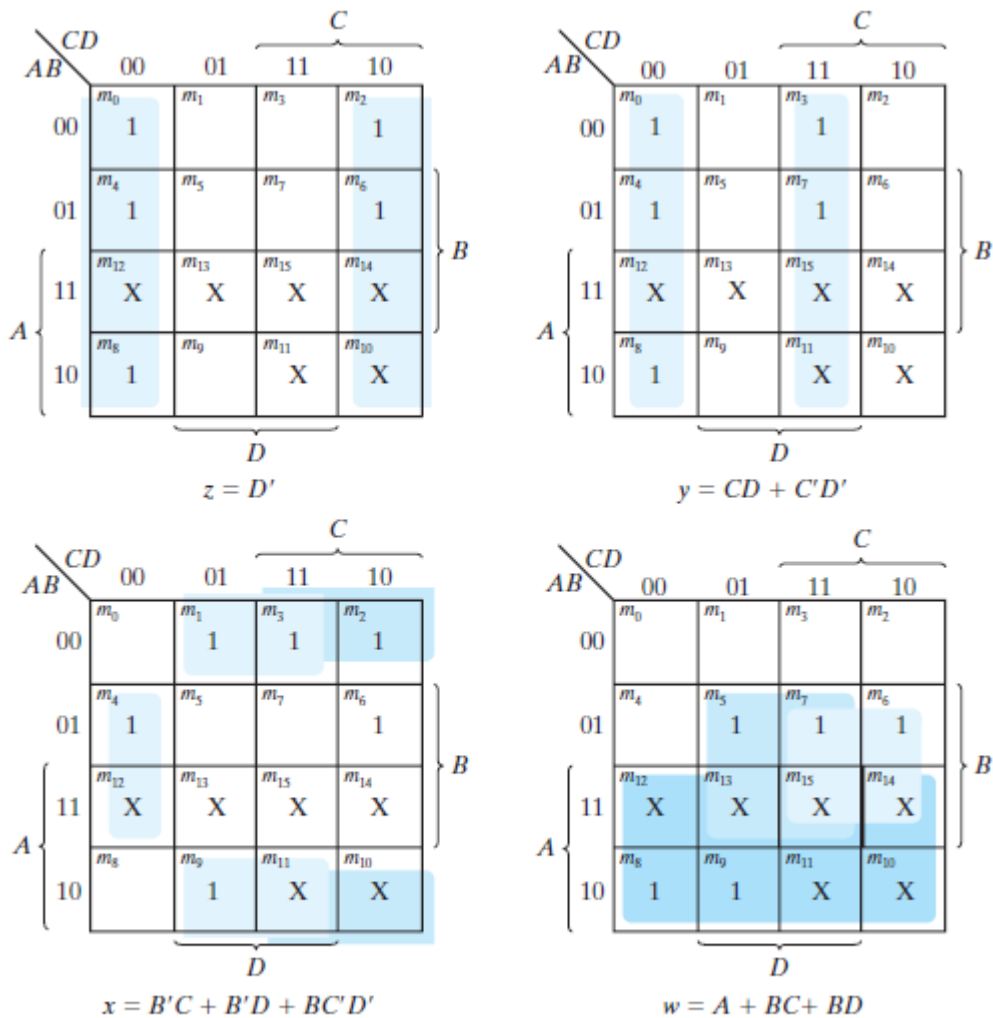 C
CD
AB 00 01 11 10
m₀ m₁ m₃ m₂
00 1 1
m₄ m₅ m₇ m₆
01 1 1
B
m₁₂ m₁₃ m₁₅ m₁₄
11 X X X X
A
m₈ m₉ m₁₁ m₁₀
10 1 X X
D
z = D′
C
CD
AB 00 01 11 10
m₀ m₁ m₃ m₂
00 1 1
m₄ m₅ m₇ m₆
01 1 1
B
m₁₂ m₁₃ m₁₅ m₁₄
11 X X X X
A
m₈ m₉ m₁₁ m₁₀
10 1 X X
D
y = CD + C′D′
C
CD
AB 00 01 11 10
m₀ m₁ m₃ m₂
00 1 1 1
m₄ m₅ m₇ m₆
01 1 1
B
m₁₂ m₁₃ m₁₅ m₁₄
11 X X X X
A
m₈ m₉ m₁₁ m₁₀
10 1 X X
D
x = B′C + B′D + BC′D′
C
CD
AB 00 01 11 10
m₀ m₁ m₃ m₂
00
m₄ m₅ m₇ m₆
01 1 1 1
B
m₁₂ m₁₃ m₁₅ m₁₄
11 X X X X
A
m₈ m₉ m₁₁ m₁₀
10 1 1 X X
D
w = A + BC+ BD